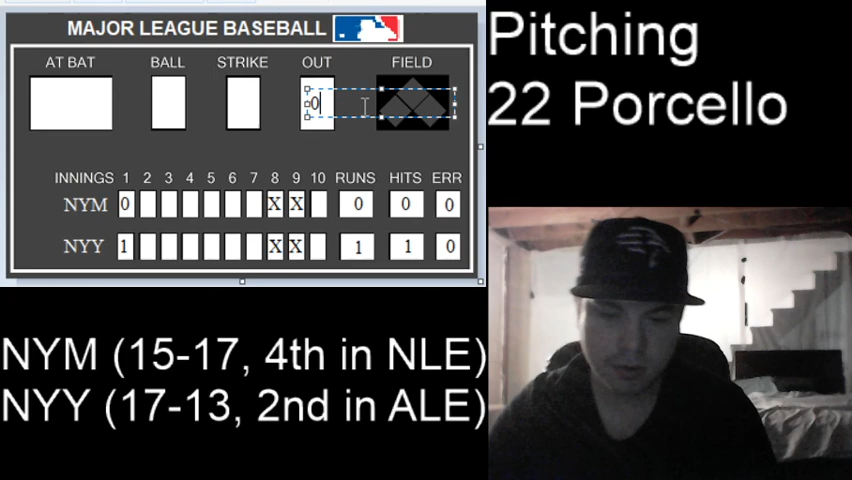 MAJOR LEAGUE BASEBALL
AT BAT BALL STRIKE OUT FIELD
0
INNINGS 1 2 3 4 5 6 7 8 9 10 RUNS HITS ERR
NYM 0 X X 0 0 0
NYY 1 X X 1 1 0
Pitching
22 Porcello
NYM (15-17, 4th in NLE)
NYY (17-13, 2nd in ALE)